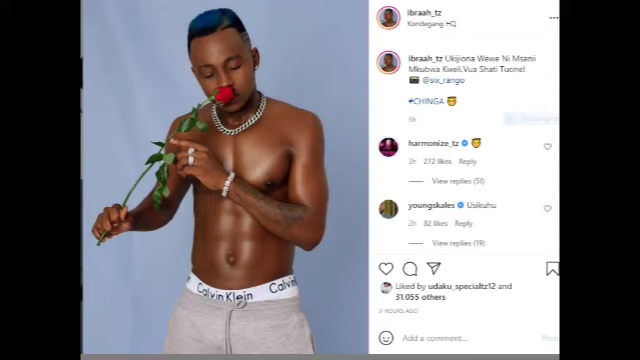 ibraah_tz
Kondegang HQ
ibraah_tz Ukijiona Wewe Ni Msanii
Mkubwa Kweli,Vua Shati Tuone!
@six_rango
#CHINGA
5h
harmonize_tz
3h 272 likes Reply
View replies (51)
youngskales Usikuhu
2h 82 likes Reply
View replies (19)
Liked by udaku_specialtz12 and
31.055 others
3 HOURS AGO
Add a comment...
Post
Calvin Klein
Calvin